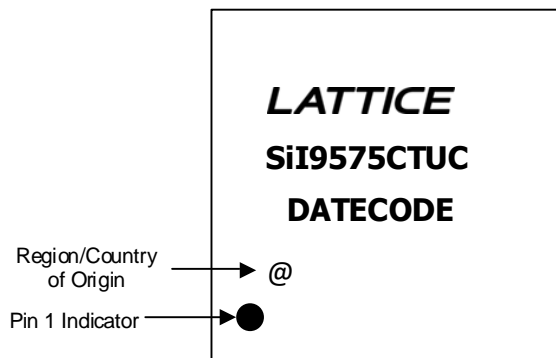 LATTICE
SiI9575CTUC
DATECODE
Region/Country
of Origin
@
Pin 1 Indicator